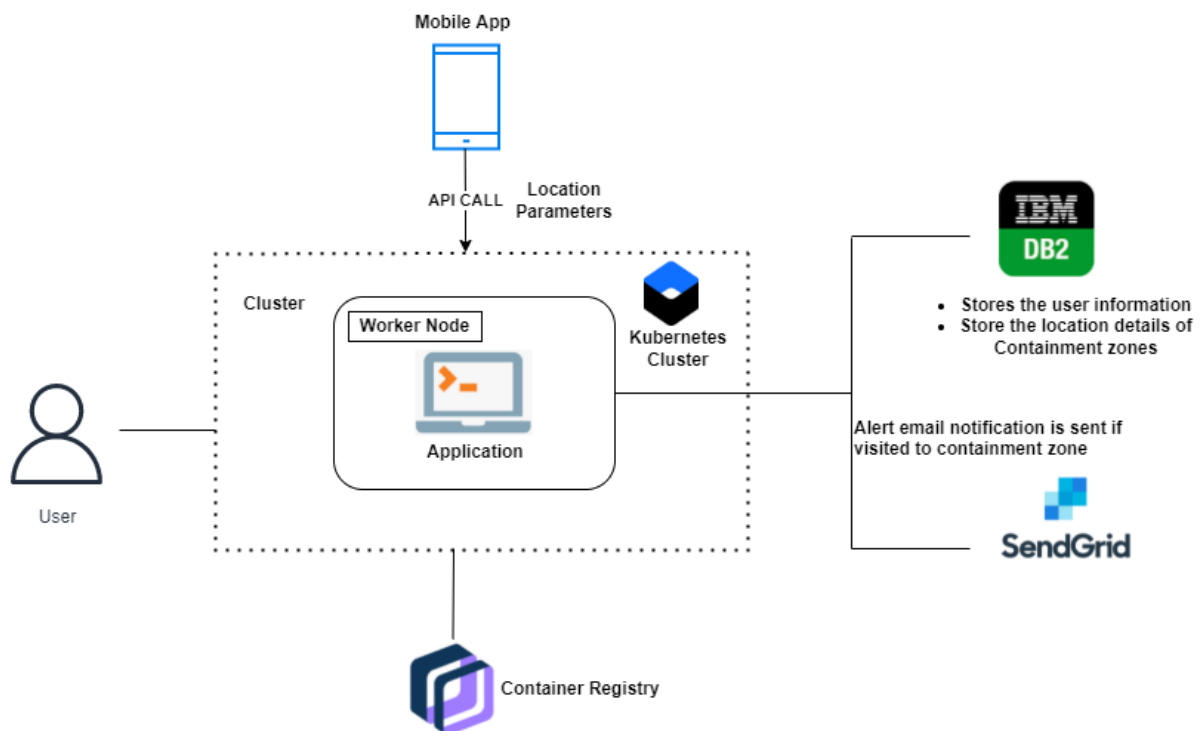 Mobile App
API CALL
Location
Parameters
Cluster
Worker Node
Application
Kubernetes
Cluster
User
Container Registry
IBM
DB2
• Stores the user information
• Store the location details of
Containment zones
Alert email notification is sent if
visited to containment zone
SendGrid